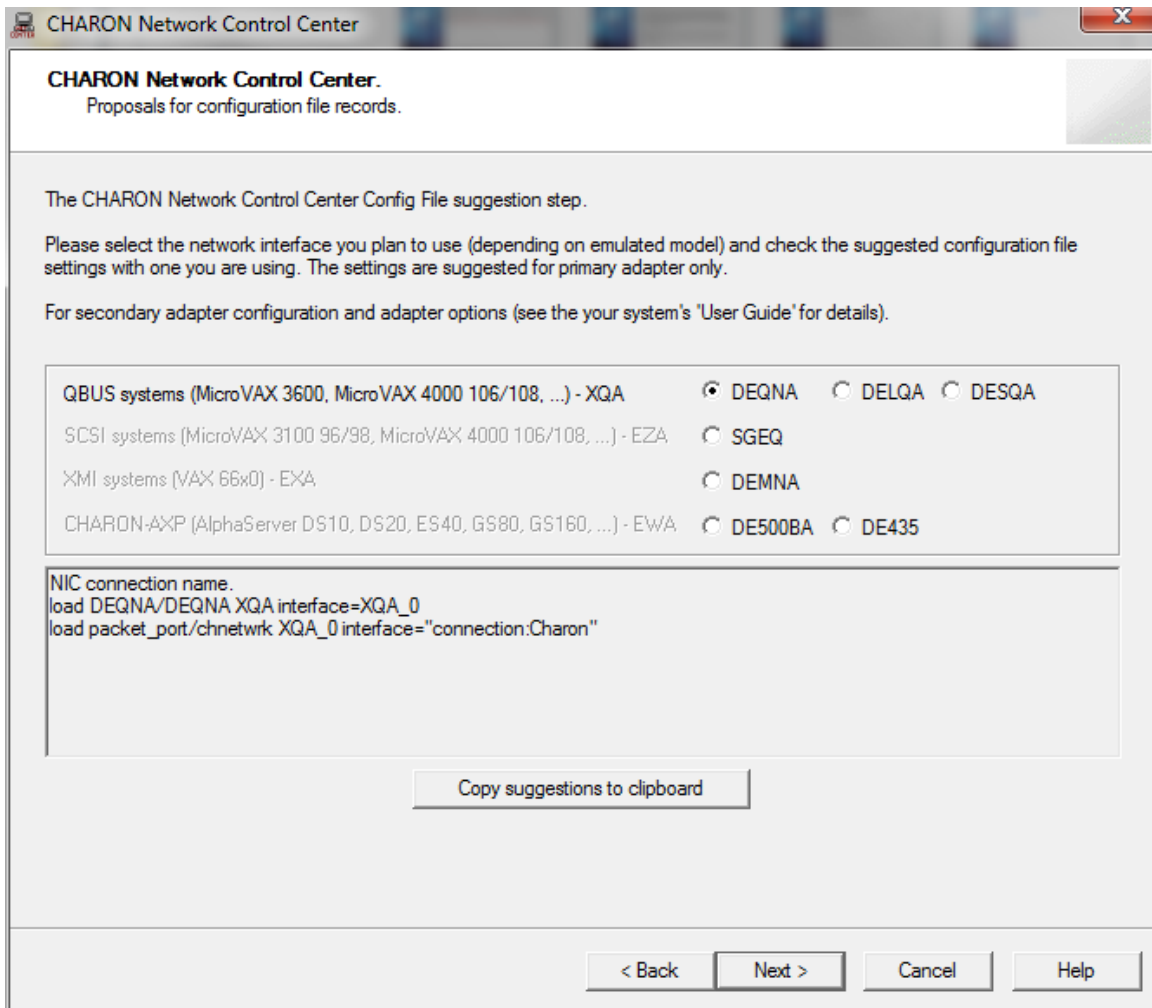 CHARON Network Control Center
CHARON Network Control Center.
Proposals for configuration file records.
The CHARON Network Control Center Config File suggestion step.
Please select the network interface you plan to use (depending on emulated model) and check the suggested configuration file
settings with one you are using. The settings are suggested for primary adapter only.
For secondary adapter configuration and adapter options (see the your system's 'User Guide' for details).
QBUS systems (MicroVAX 3600, MicroVAX 4000 106/108, ...) - XQA DEQNA DELQA DESQA
SCSI systems (MicroVAX 3100 96/98, MicroVAX 4000 106/108, ...) - EZA SGEQ
XMI systems (VAX 66x0) - EXA DEMNA
CHARON-AXP (AlphaServer DS10, DS20, ES40, GS80, GS160, ...) - EWA DE500BA DE435
NIC connection name.
load DEQNA/DEQNA XQA interface=XQA_0
load packet_port/chnetwrk XQA_0 interface="connection:Charon"
Copy suggestions to clipboard
< Back Next > Cancel Help